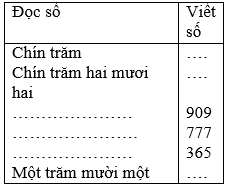 Đọc số Viết
số
Chín trăm ….
Chín trăm hai mươi ….
hai
………………… 909
………………… 777
………………… 365
Một trăm mười một ….